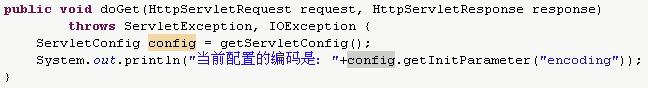 public void doGet(HttpServletRequest request, HttpServletResponse response)
throws ServletException, IOException {
ServletConfig config = getServletConfig();
System.out.println("当前配置的编码是: "+config.getInitParameter("encoding"));
}